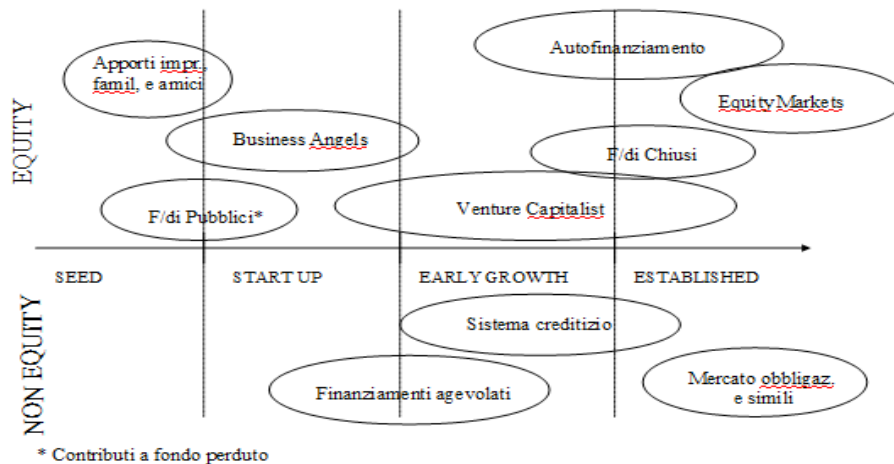 Autofinanziamento
Apporti impr.,
famil, e amici
Equity Markets
EQUITY
Business Angels
F/di Chiusi
F/di Pubblici*
Venture Capitalist
SEED
START UP
EARLY GROWTH
ESTABLISHED
NON EQUITY
Sistema creditizio
Finanziamenti agevolati
Mercato obbligaz.
e simili
* Contributi a fondo perduto